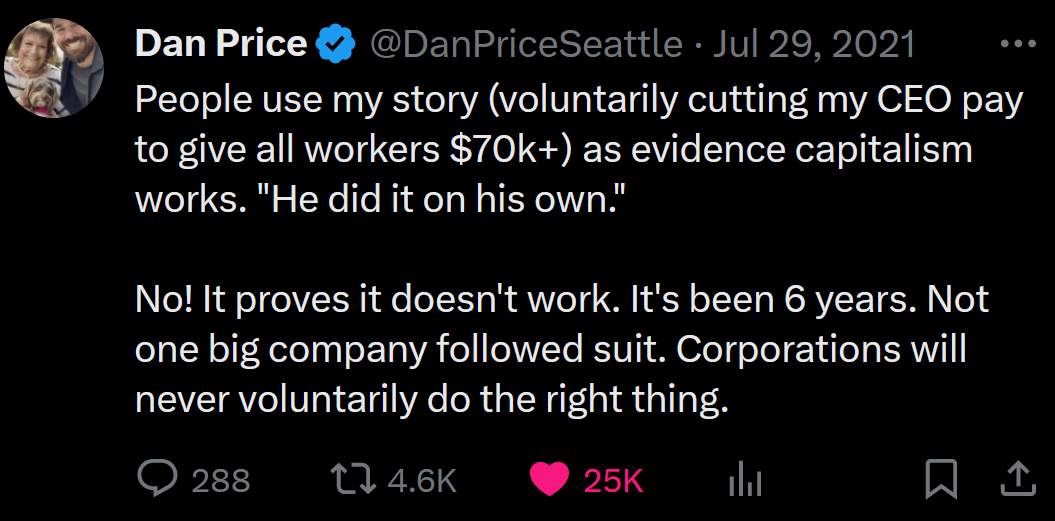 Dan Price @DanPriceSeattle · Jul 29, 2021
People use my story (voluntarily cutting my CEO pay
to give all workers $70k+) as evidence capitalism
works. "He did it on his own."
No! It proves it doesn't work. It's been 6 years. Not
one big company followed suit. Corporations will
never voluntarily do the right thing.
288 4.6K 25K